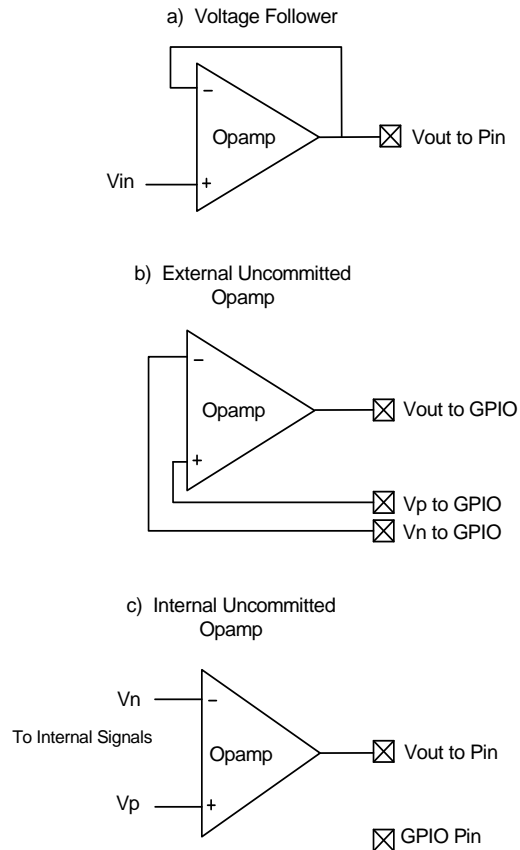 a) Voltage Follower
−
Opamp
Vout to Pin
Vin
+
b) External Uncommitted
Opamp
−
Opamp
Vout to GPIO
+
Vp to GPIO
Vn to GPIO
c) Internal Uncommitted
Opamp
Vn
−
To Internal Signals
Opamp
Vout to Pin
Vp
+
GPIO Pin